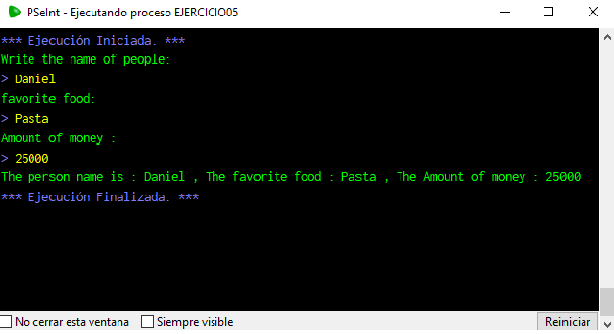 PSeInt - Ejecutando proceso EJERCICIO05
*** Ejecución Iniciada. ***
Write the name of people:
> Daniel
favorite food:
> Pasta
Amount of money :
> 25000
The person name is : Daniel , The favorite food : Pasta , The Amount of money : 25000
*** Ejecución Finalizada. ***
No cerrar esta ventana Siempre visible Reiniciar